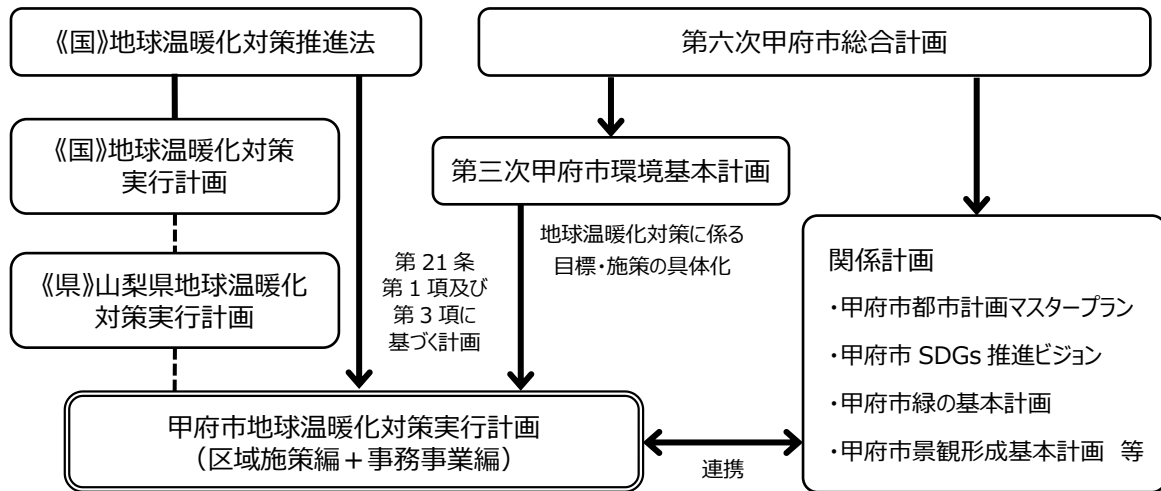 《国》地球温暖化対策推進法
第六次甲府市総合計画
《国》地球温暖化対策
実行計画
第三次甲府市環境基本計画
《県》山梨県地球温暖化
対策実行計画
第 21 条
第 1 項及び
第 3 項に
基づく計画
地球温暖化対策に係る
目標・施策の具体化
関係計画
・甲府市都市計画マスタープラン
・甲府市 SDGs 推進ビジョン
・甲府市緑の基本計画
・甲府市景観形成基本計画 等
甲府市地球温暖化対策実行計画
（区域施策編＋事務事業編）
連携